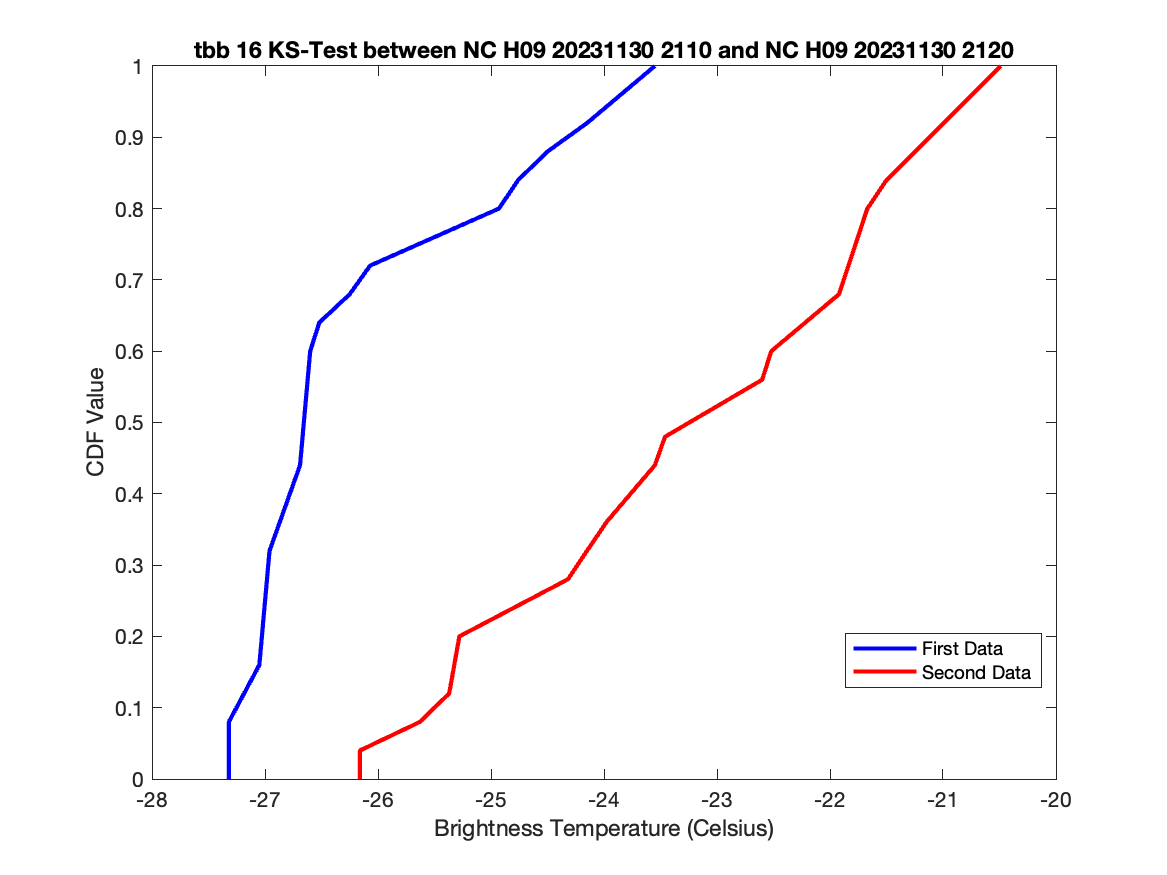 tbb 16 KS-Test between NC H09 20231130 2110 and NC H09 20231130 2120
1
0.9
0.8
0.7
0.6
0.5
0.4
0.3
0.2
0.1
0
CDF Value
First Data
Second Data
-28 -27 -26 -25 -24 -23 -22 -21 -20
Brightness Temperature (Celsius)